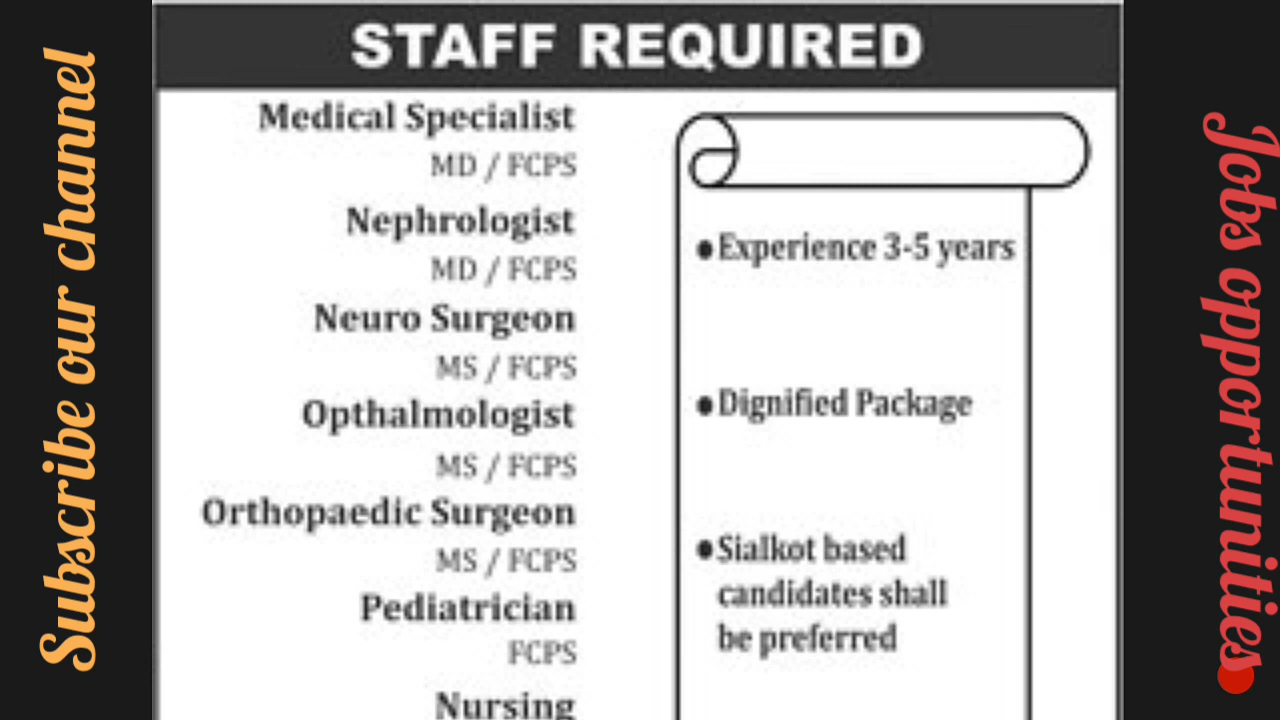 Subscribe our channel
STAFF REQUIRED
Medical Specialist
MD / FCPS
Nephrologist
MD / FCPS
Neuro Surgeon
MS / FCPS
Opthalmologist
MS / FCPS
Orthopaedic Surgeon
MS / FCPS
Pediatrician
FCPS
Nursing
●Experience 3-5 years
●Dignified Package
●Sialkot based
candidates shall
be preferred
Jobs opportunities